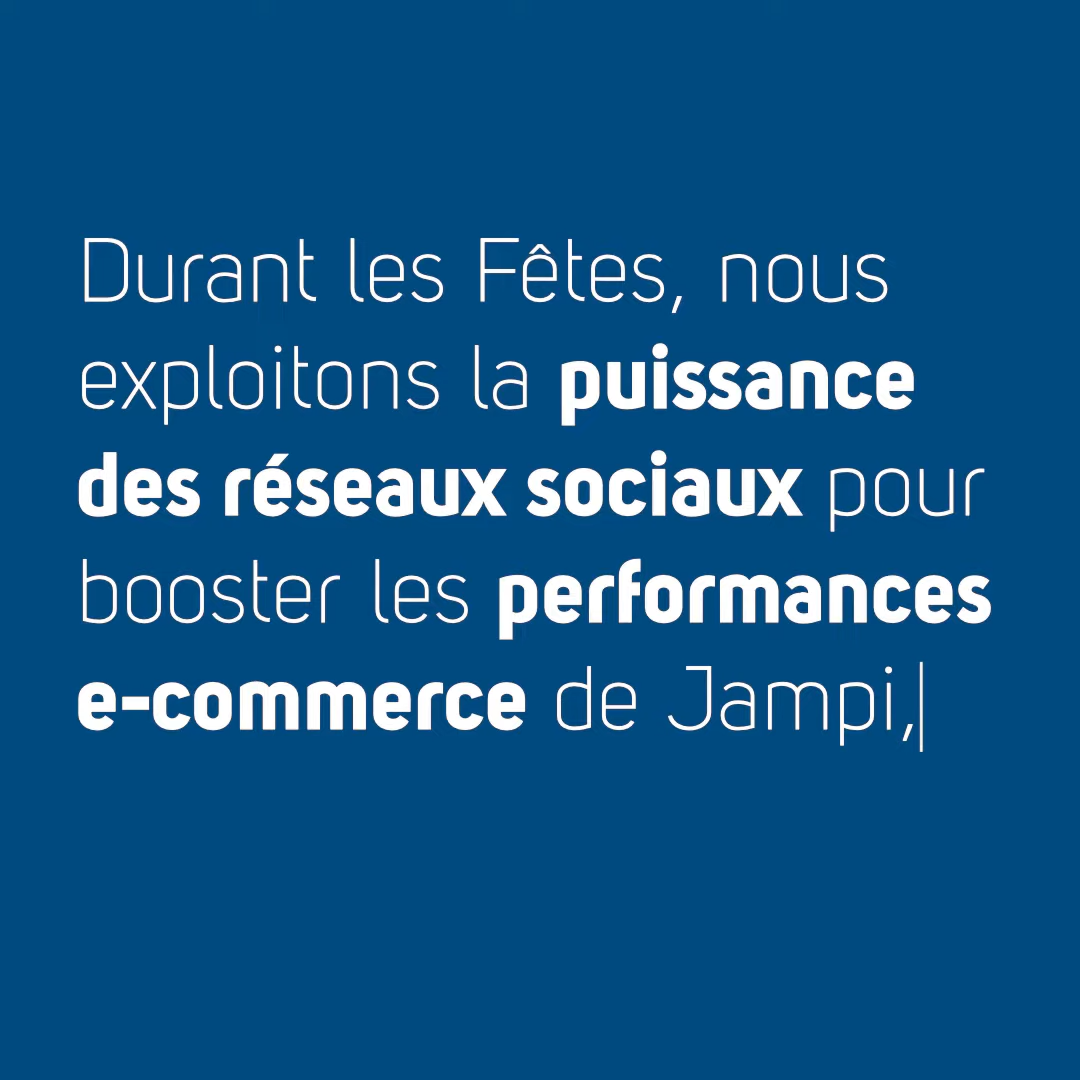 Durant les Fêtes, nous
exploitons la puissance
des réseaux sociaux pour
booster les performances
e-commerce de Jampi,